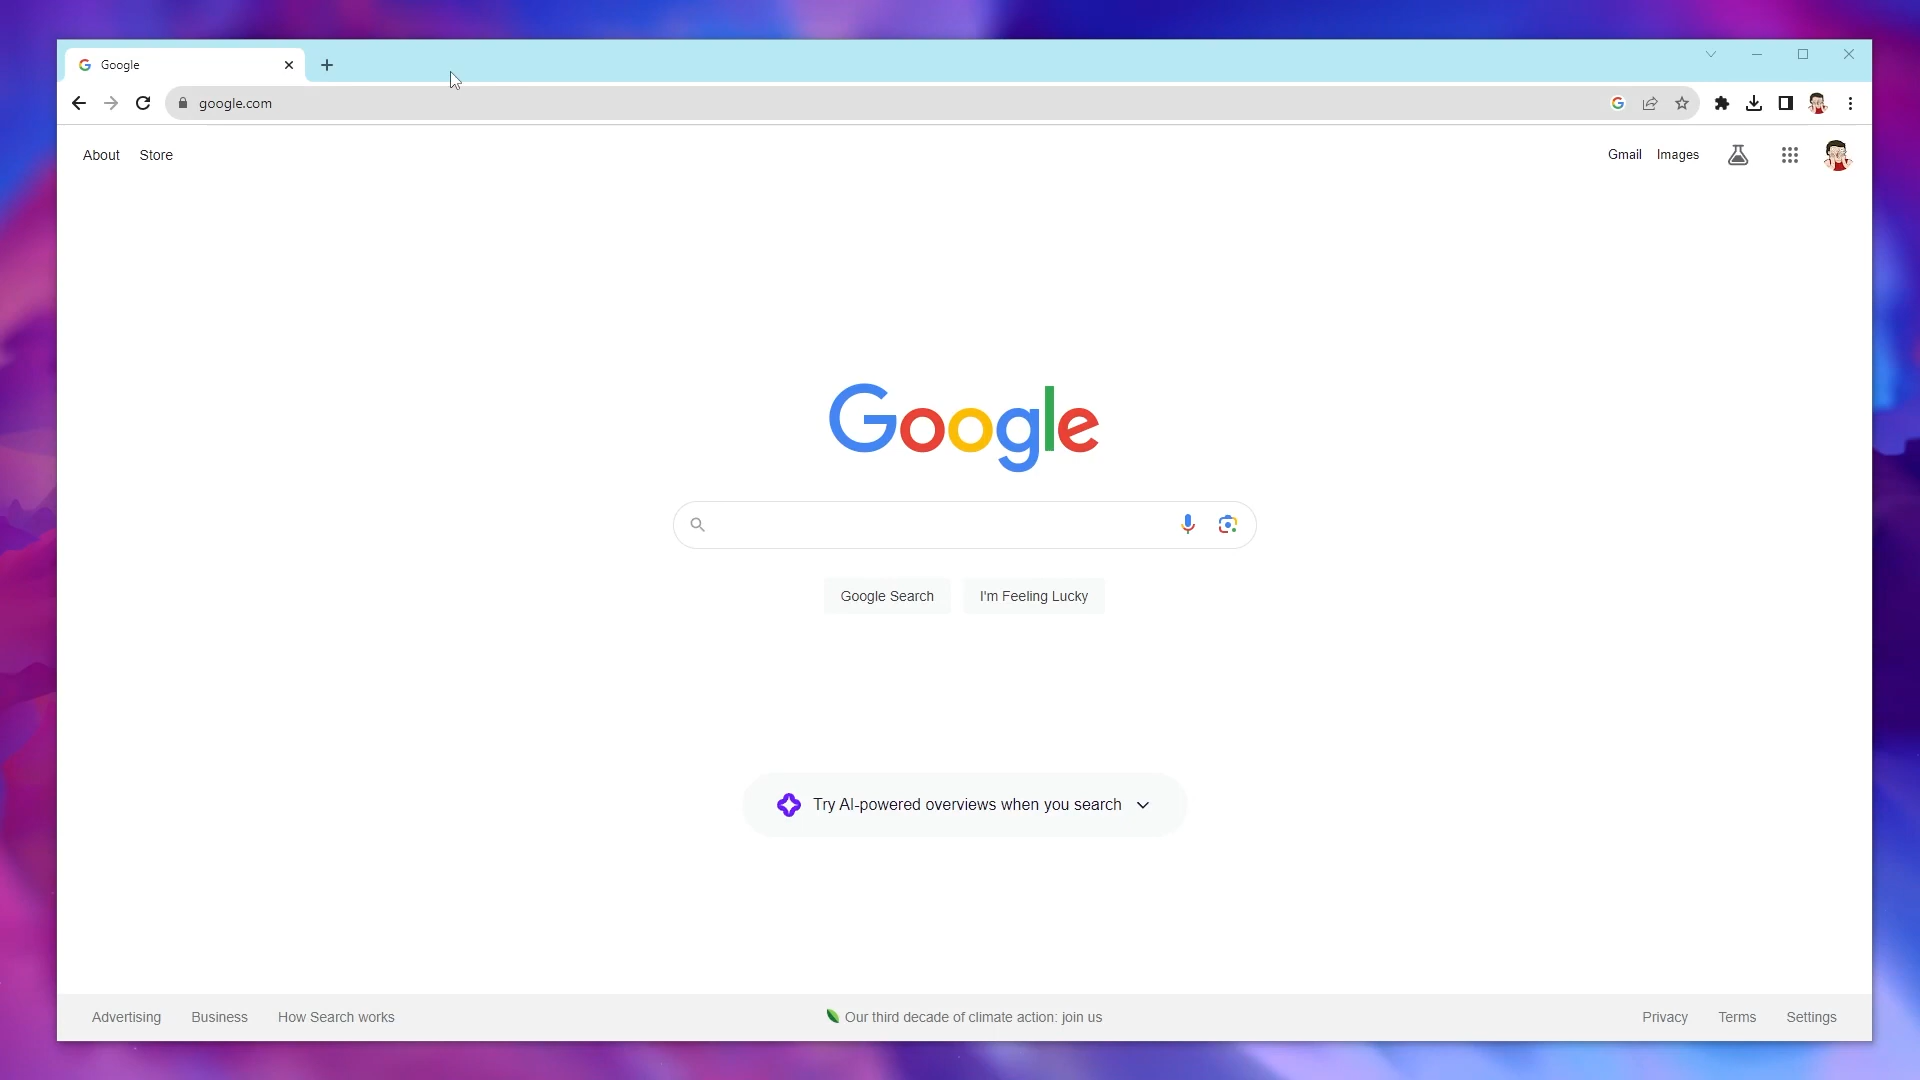 Google
google.com
About Store
Gmail Images
Google
Google Search I'm Feeling Lucky
Try AI-powered overviews when you search
Advertising Business How Search works
Our third decade of climate action: join us
Privacy Terms Settings